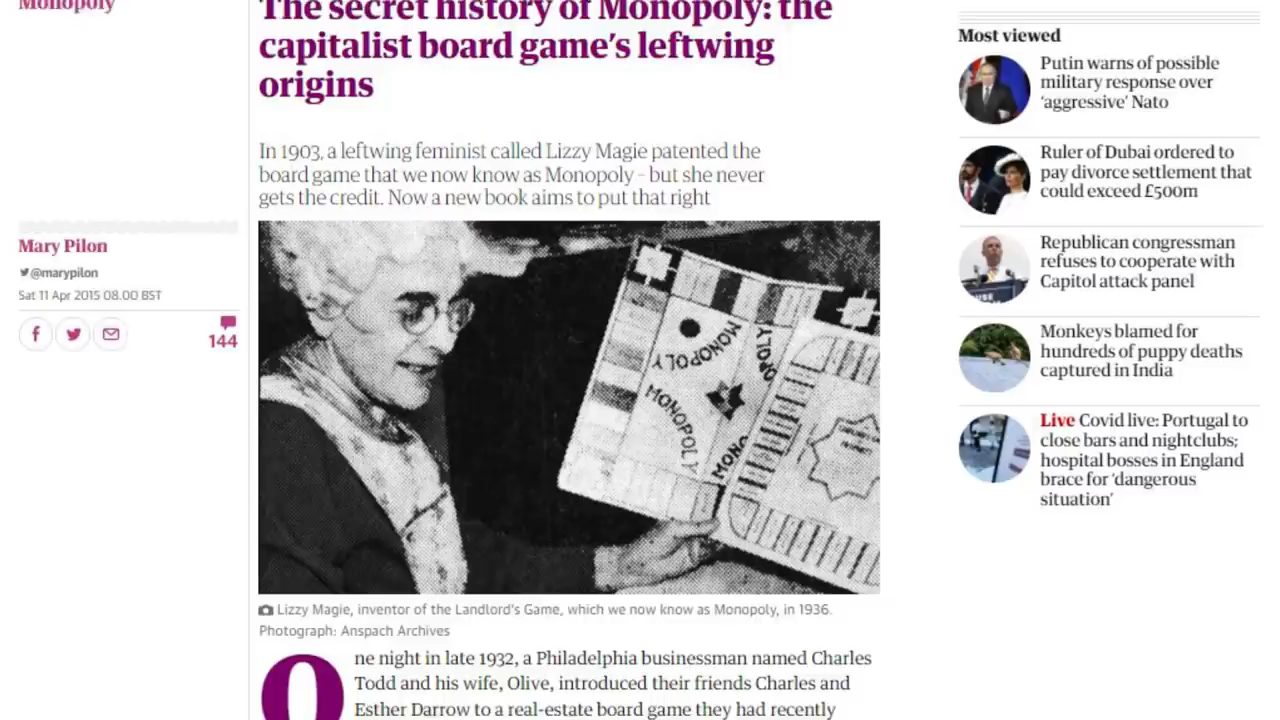 Monopoly
The secret history of Monopoly: the
capitalist board game's leftwing
origins
In 1903, a leftwing feminist called Lizzy Magie patented the
board game that we now know as Monopoly – but she never
gets the credit. Now a new book aims to put that right
Mary Pilon
@marypilon
Sat 11 Apr 2015 08.00 BST
144
MONOPOLY
MONOPOLY
OPOLY
MONO
Lizzy Magie, inventor of the Landlord's Game, which we now know as Monopoly, in 1936.
Photograph: Anspach Archives
One night in late 1932, a Philadelphia businessman named Charles
Todd and his wife, Olive, introduced their friends Charles and
Esther Darrow to a real-estate board game they had recently
Most viewed
Putin warns of possible
military response over
'aggressive' Nato
Ruler of Dubai ordered to
pay divorce settlement that
could exceed £500m
Republican congressman
refuses to cooperate with
Capitol attack panel
Monkeys blamed for
hundreds of puppy deaths
captured in India
Live Covid live: Portugal to
close bars and nightclubs;
hospital bosses in England
brace for 'dangerous
situation'